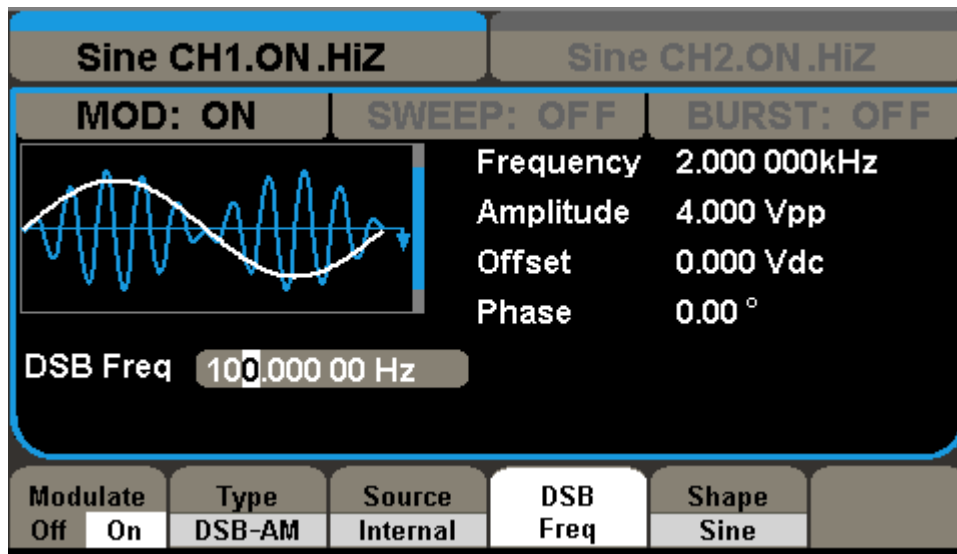 Sine CH1.ON.HiZ Sine CH2.ON.HiZ
MOD: ON SWEEP: OFF BURST: OFF
Frequency 2.000 000kHz
Amplitude 4.000 Vpp
Offset 0.000 Vdc
Phase 0.00 °
DSB Freq 100.000 00 Hz
Modulate Type Source DSB Shape
Off On DSB-AM Internal Freq Sine